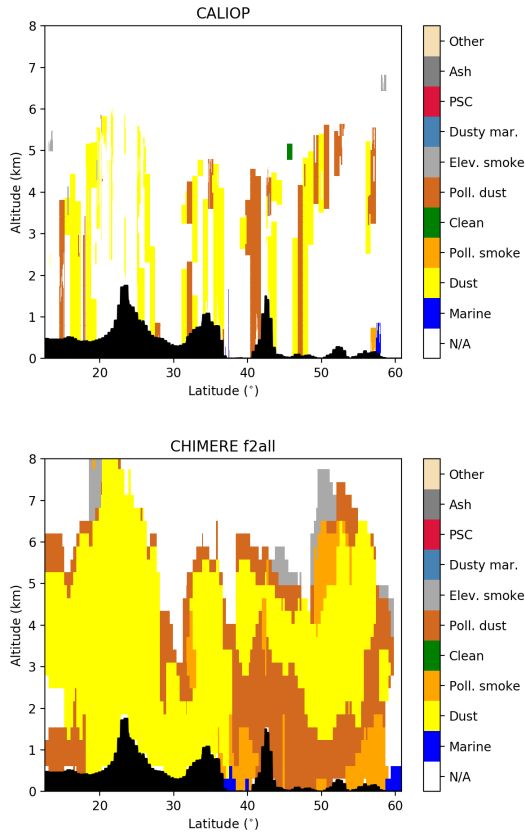 CALIOP
8
7
6
5
4
3
2
1
0
Altitude (km)
20 30 40 50 60
Latitude (°)
Other
Ash
PSC
Dusty mar.
Elev. smoke
Poll. dust
Clean
Poll. smoke
Dust
Marine
N/A
CHIMERE f2all
8
7
6
5
4
3
2
1
0
Altitude (km)
20 30 40 50 60
Latitude (°)
Other
Ash
PSC
Dusty mar.
Elev. smoke
Poll. dust
Clean
Poll. smoke
Dust
Marine
N/A